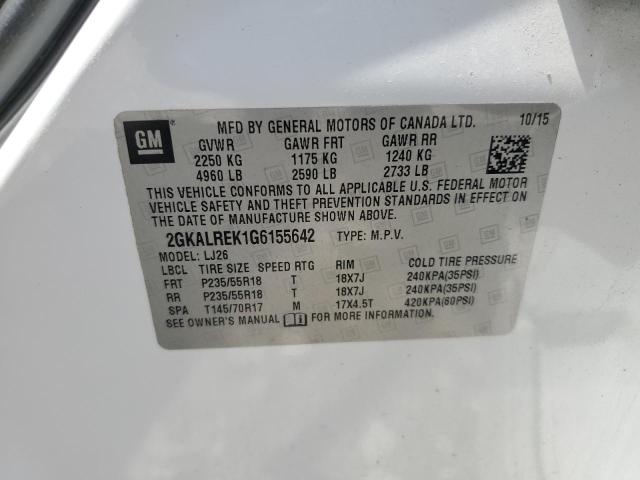 GM MFD BY GENERAL MOTORS OF CANADA LTD. 10/15
GVWR GAWR FRT GAWR RR
2250 KG 1175 KG 1240 KG
4960 LB 2590 LB 2733 LB
THIS VEHICLE CONFORMS TO ALL APPLICABLE U.S. FEDERAL MOTOR
VEHICLE SAFETY AND THEFT PREVENTION STANDARDS IN EFFECT ON
THE DATE OF MANUFACTURE SHOWN ABOVE.
2GKALREK1G6155642 TYPE: M.P.V.
MODEL: LJ26
LBCL TIRE SIZE SPEED RTG RIM COLD TIRE PRESSURE
FRT P235/55R18 T 18X7J 240KPA(35PSI)
RR P235/55R18 T 18X7J 240KPA(35PSI)
SPA T145/70R17 M 17X4.5T 420KPA(60PSI)
SEE OWNER'S MANUAL FOR MORE INFORMATION.